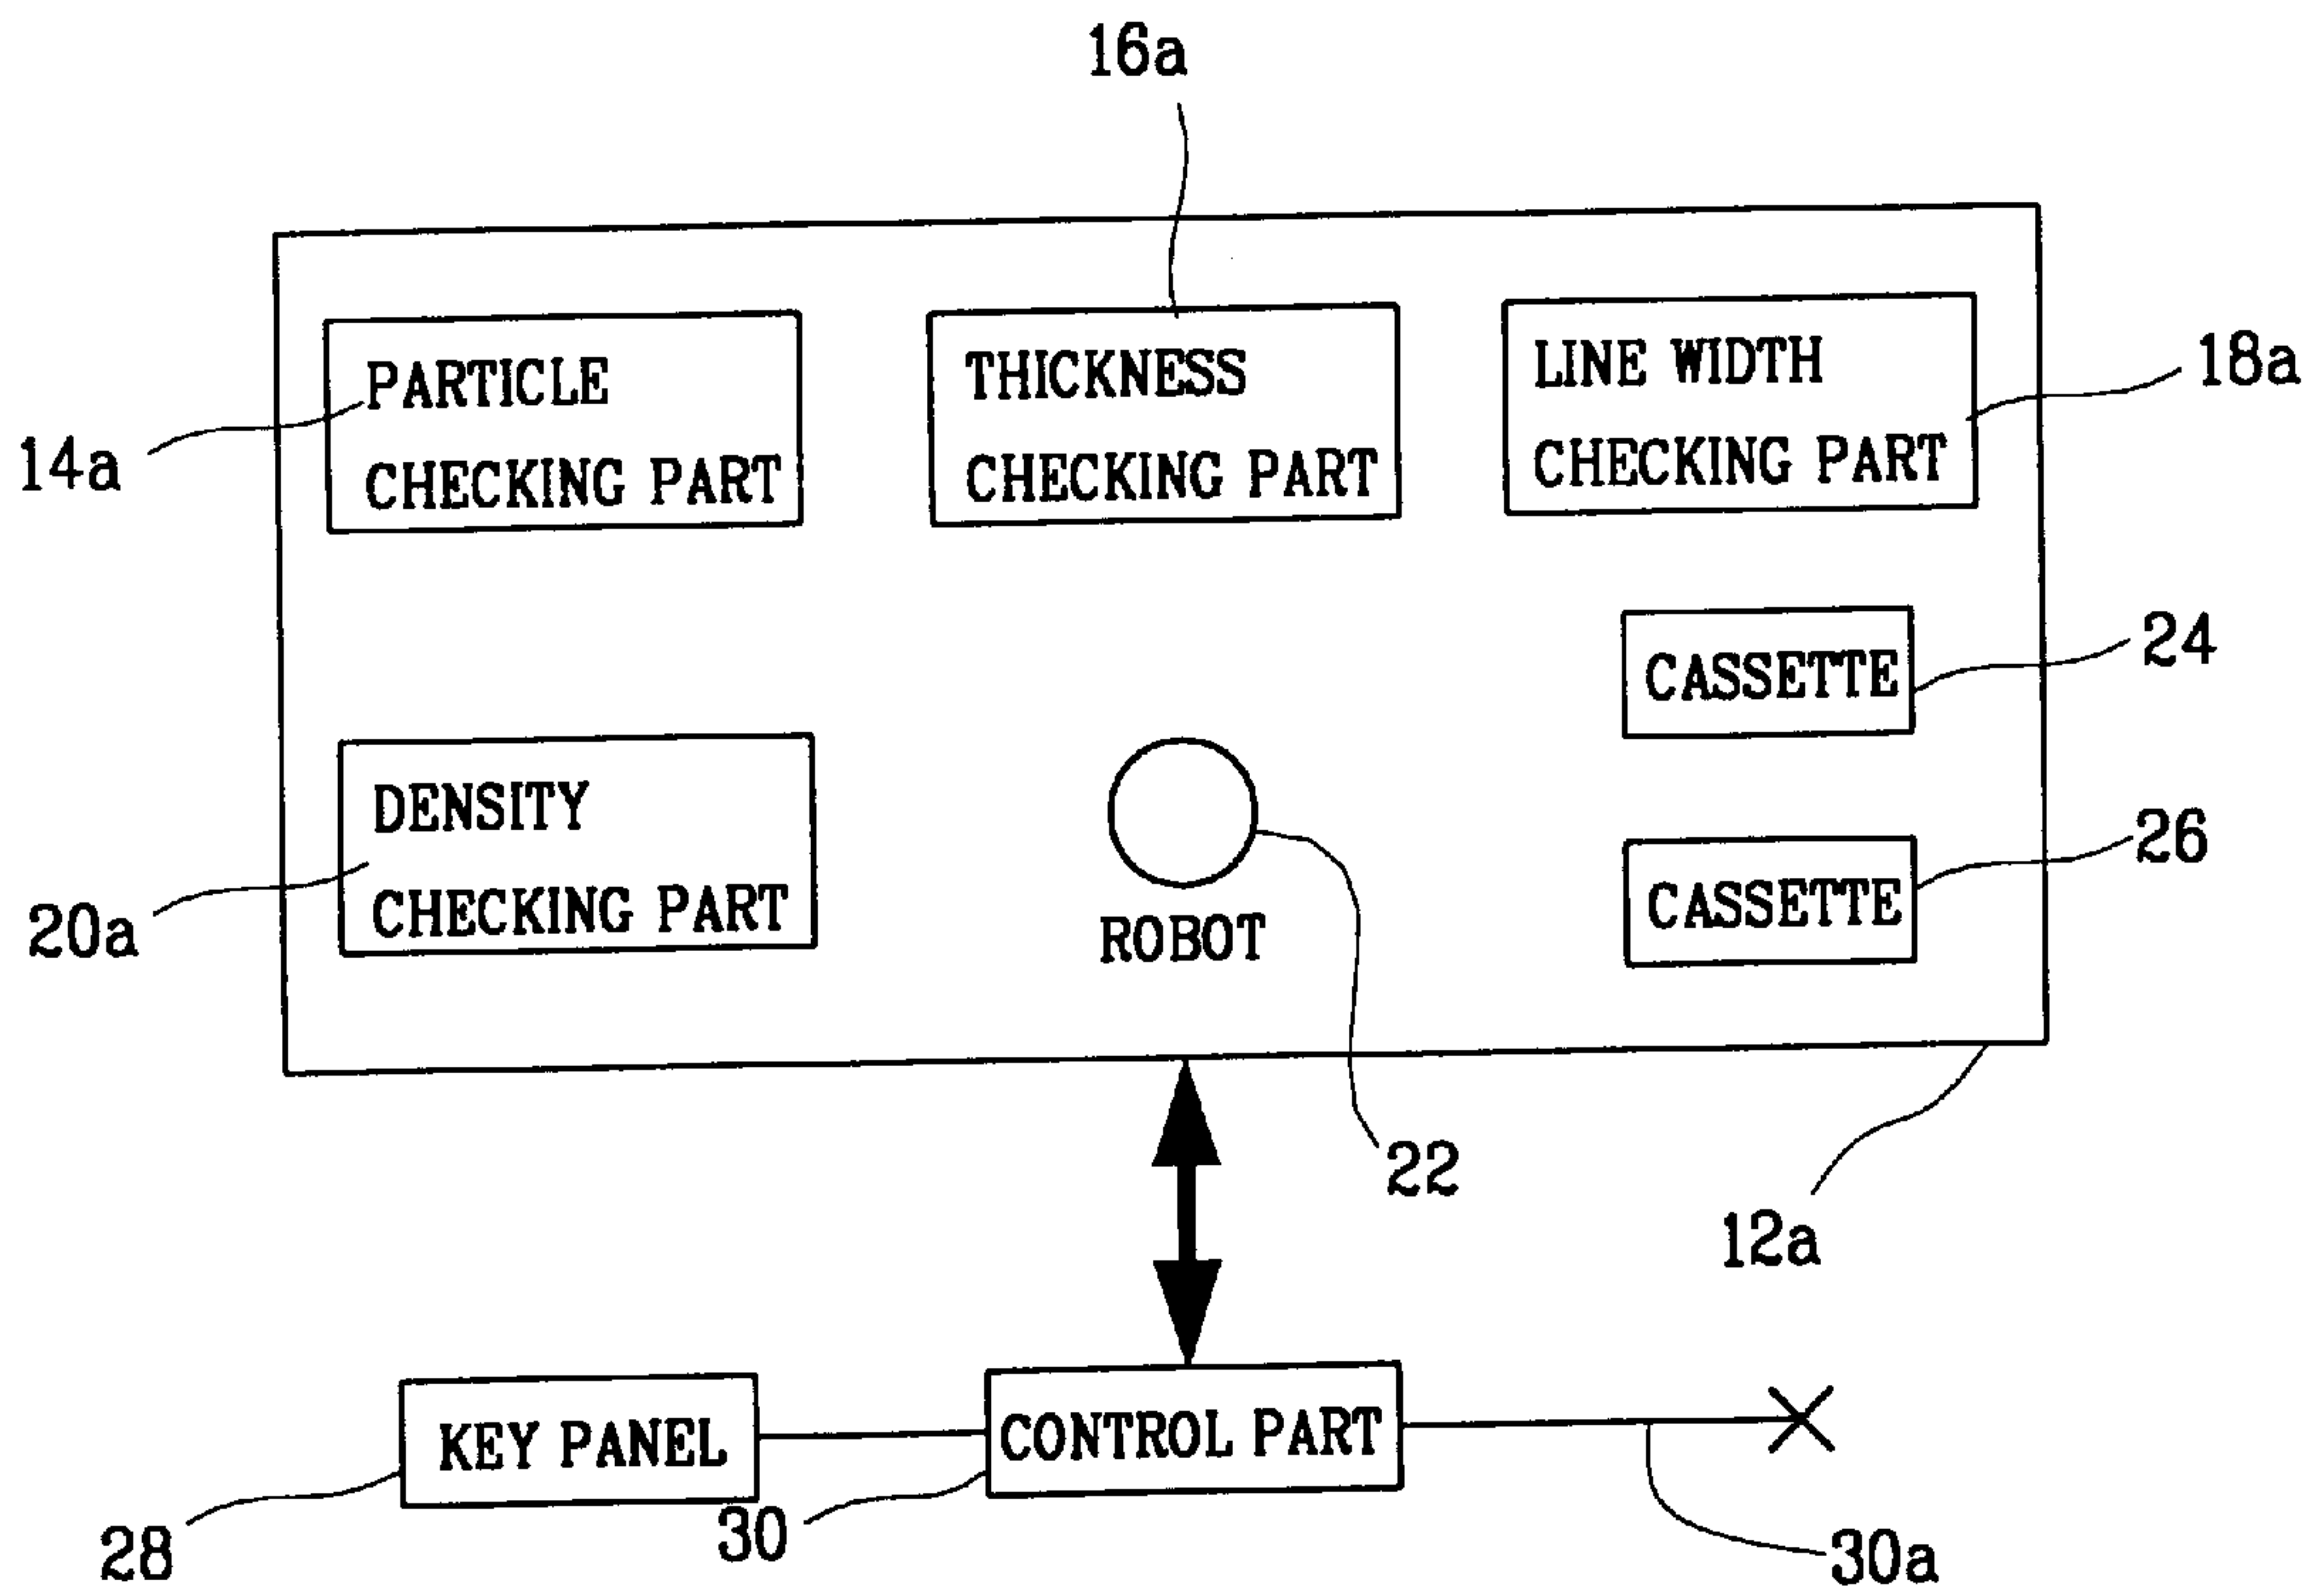 16a
PARTICLE
CHECKING PART
THICKNESS
CHECKING PART
LINE WIDTH
CHECKING PART
18a
14a
CASSETTE
24
DENSITY
CHECKING PART
20a
ROBOT
CASSETTE
26
22
12a
KEY PANEL
CONTROL PART
28
30
30a